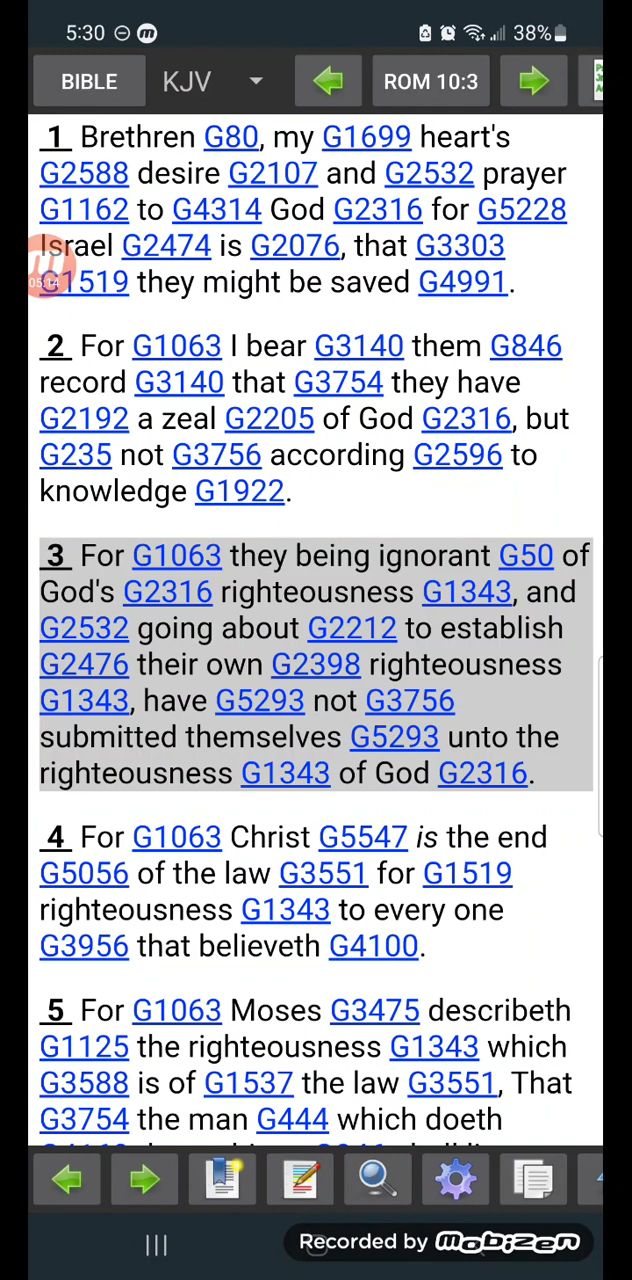 5:30 38%
BIBLE KJV ROM 10:3
1 Brethren G80, my G1699 heart's
G2588 desire G2107 and G2532 prayer
G1162 to G4314 God G2316 for G5228
Israel G2474 is G2076, that G3303
G1519 they might be saved G4991.
05:14
2 For G1063 I bear G3140 them G846
record G3140 that G3754 they have
G2192 a zeal G2205 of God G2316, but
G235 not G3756 according G2596 to
knowledge G1922.
3 For G1063 they being ignorant G50 of
God's G2316 righteousness G1343, and
G2532 going about G2212 to establish
G2476 their own G2398 righteousness
G1343, have G5293 not G3756
submitted themselves G5293 unto the
righteousness G1343 of God G2316.
4 For G1063 Christ G5547 is the end
G5056 of the law G3551 for G1519
righteousness G1343 to every one
G3956 that believeth G4100.
5 For G1063 Moses G3475 describeth
G1125 the righteousness G1343 which
G3588 is of G1537 the law G3551, That
G3754 the man G444 which doeth
Recorded by mobizen